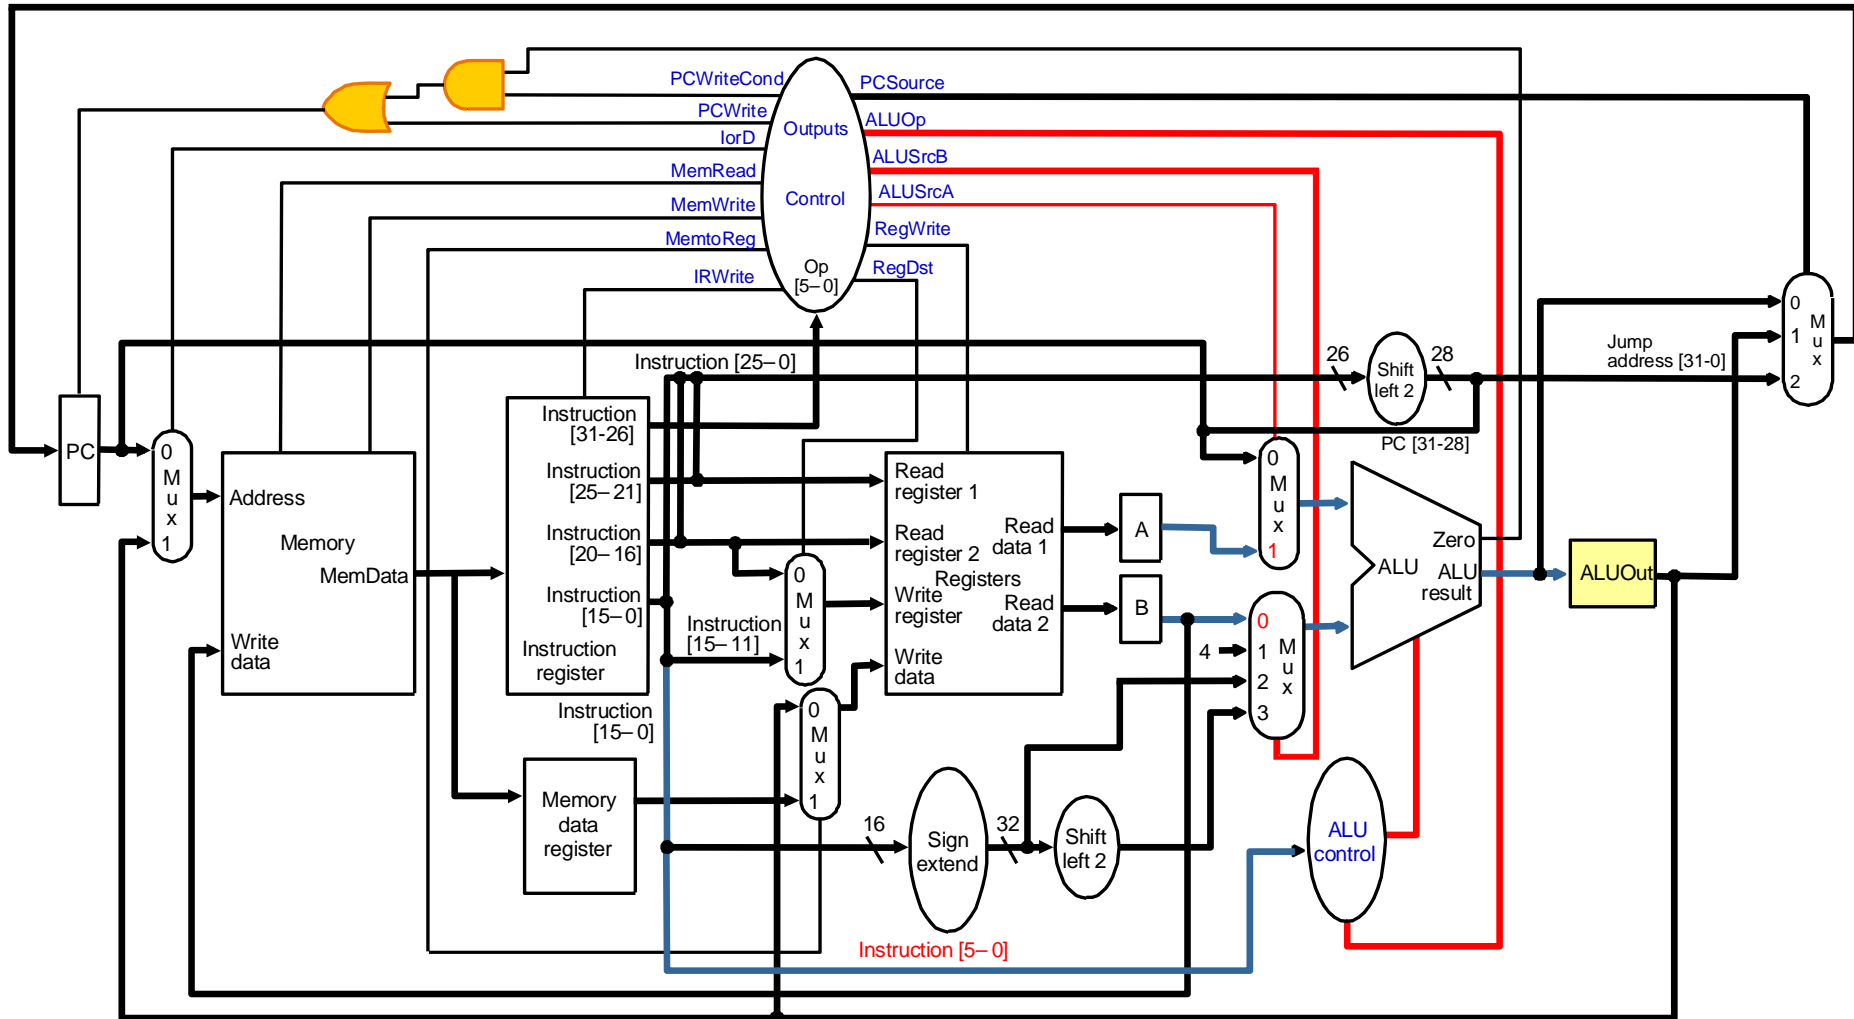 PCWriteCond
PCWrite
IorD
MemRead
MemWrite
MemtoReg
IRWrite
Outputs
Control
Op
[5–0]
PCSource
ALUOp
ALUSrcB
ALUSrcA
RegWrite
RegDst
PC
0
M
u
x
1
Address
Memory
MemData
Write
data
Instruction [25–0]
Instruction
[31-26]
Instruction
[25–21]
Instruction
[20–16]
Instruction
[15–0]
Instruction
register
Instruction
[15–11]
Instruction
[15–0]
0
M
u
x
1
0
M
u
x
1
Memory
data
register
Read
register 1
Read
register 2
Registers
Write
register
Write
data
Read
data 1
Read
data 2
A
B
4
0
M
u
x
1
0
1
2
3
M
u
x
16
Sign
extend
32
Shift
left 2
Instruction [5–0]
26
Shift
left 2
28
PC [31-28]
Jump
address [31-0]
0
1
2
M
u
x
Zero
ALU
ALU
result
ALUOut
ALU
control